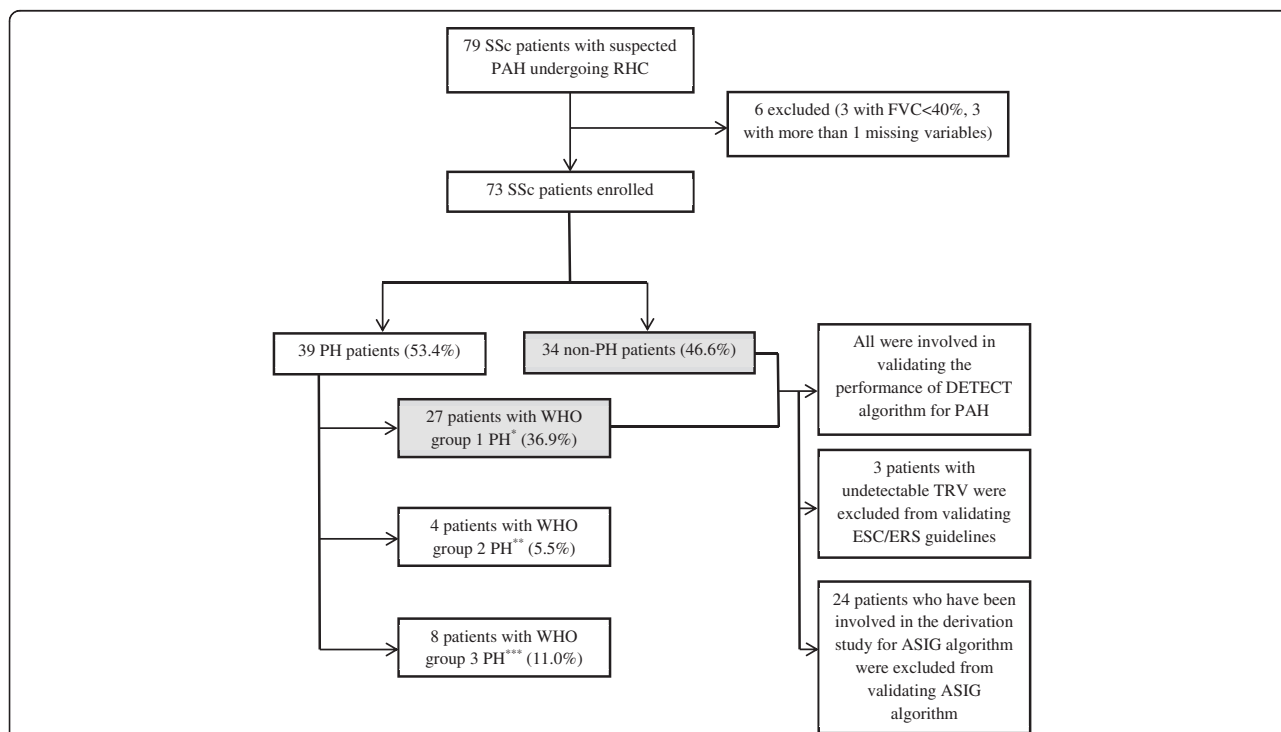 79 SSc patients with suspected
PAH undergoing RHC
6 excluded (3 with FVC<40%, 3
with more than 1 missing variables)
73 SSc patients enrolled
39 PH patients (53.4%)
34 non-PH patients (46.6%)
All were involved in
validating the
performance of DETECT
algorithm for PAH
27 patients with WHO
group 1 PH* (36.9%)
3 patients with
undetectable TRV were
excluded from validating
ESC/ERS guidelines
4 patients with WHO
group 2 PH** (5.5%)
24 patients who have been
involved in the derivation
study for ASIG algorithm
were excluded from
validating ASIG
algorithm
8 patients with WHO
group 3 PH*** (11.0%)